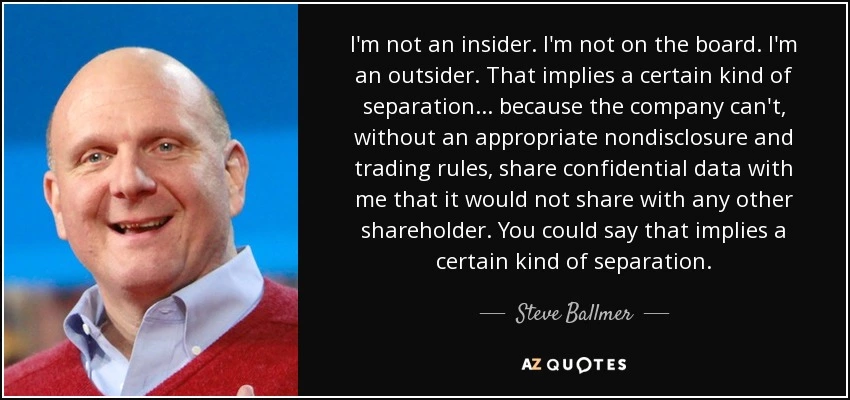 I'm not an insider. I'm not on the board. I'm
an outsider. That implies a certain kind of
separation... because the company can't,
without an appropriate nondisclosure and
trading rules, share confidential data with
me that it would not share with any other
shareholder. You could say that implies a
certain kind of separation.
Steve Ballmer
AZ QUOTES